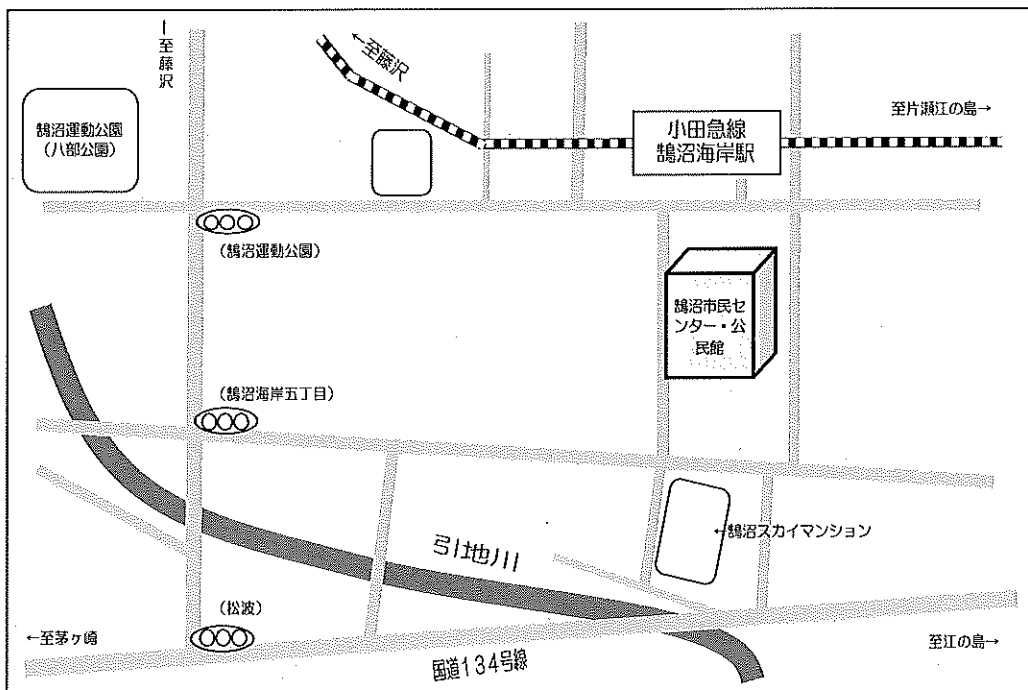 ←至藤沢
←至藤沢
鵠沼運動公園
(八部公園)
小田急線
鵠沼海岸駅
至片瀬江の島→
(鵠沼運動公園)
鵠沼市民セ
ンター・公
民館
(鵠沼海岸五丁目)
←鵠沼スカイマンション
引地川
(松波)
←至茅ヶ崎
国道134号線
至江の島→